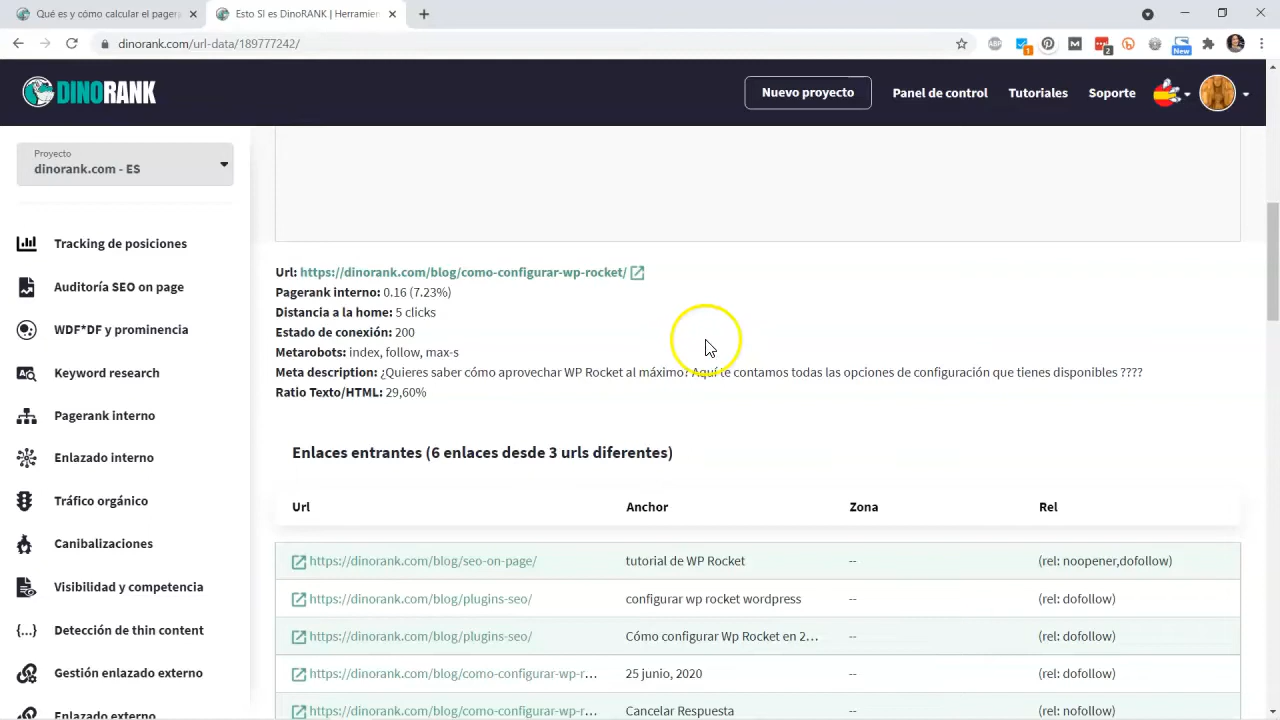 Qué es y cómo calcular el pagera
Esto SI es DinoRANK | Herramien
dinorank.com/url-data/189777242/
ABP
1
2
New
DINORANK
Nuevo proyecto
Panel de control
Tutoriales
Soporte
Proyecto
dinorank.com - ES
Tracking de posiciones
Auditoría SEO on page
WDF*DF y prominencia
Keyword research
Pagerank interno
Enlazado interno
Tráfico orgánico
Canibalizaciones
Visibilidad y competencia
Detección de thin content
Gestión enlazado externo
Enlazado externo
Url: https://dinorank.com/blog/como-configurar-wp-rocket/
Pagerank interno: 0.16 (7.23%)
Distancia a la home: 5 clicks
Estado de conexión: 200
Metarobots: index, follow, max-s
Meta description: ¿Quieres saber cómo aprovechar WP Rocket al máximo? Aquí te contamos todas las opciones de configuración que tienes disponibles ????
Ratio Texto/HTML: 29,60%
Enlaces entrantes (6 enlaces desde 3 urls diferentes)
Url Anchor Zona Rel
https://dinorank.com/blog/seo-on-page/ tutorial de WP Rocket -- (rel: noopener,dofollow)
https://dinorank.com/blog/plugins-seo/ configurar wp rocket wordpress -- (rel: dofollow)
https://dinorank.com/blog/plugins-seo/ Cómo configurar Wp Rocket en 2... -- (rel: dofollow)
https://dinorank.com/blog/como-configurar-wp-r... 25 junio, 2020 -- (rel: dofollow)
https://dinorank.com/blog/como-configurar-wp-r... Cancelar Respuesta -- (rel: nofollow)